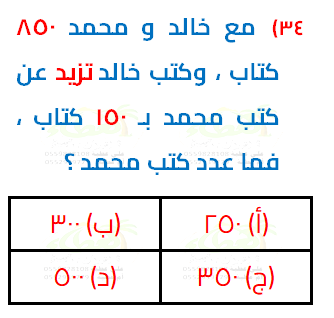 ٣٤) مع خالد و محمد ٨٥٠
كتاب ، وكتب خالد تزيد عن
كتب محمد بـ ١٥٠ كتاب ،
فما عدد كتب محمد ؟
(أ) ٢٥٠
(ب) ٣٠٠
(ج) ٣٥٠
(د) ٥٠٠